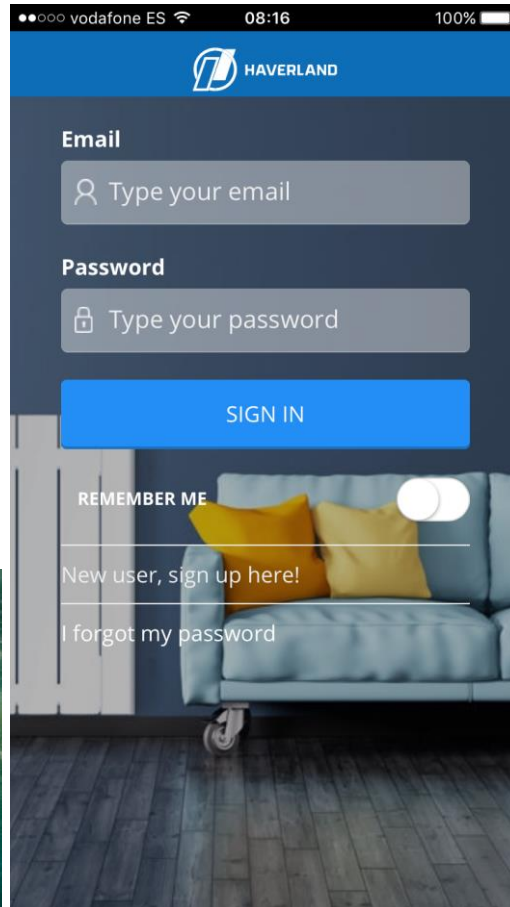 vodafone ES 08:16 100%
HAVERLAND
Email
Type your email
Password
Type your password
SIGN IN
REMEMBER ME
New user, sign up here!
I forgot my password